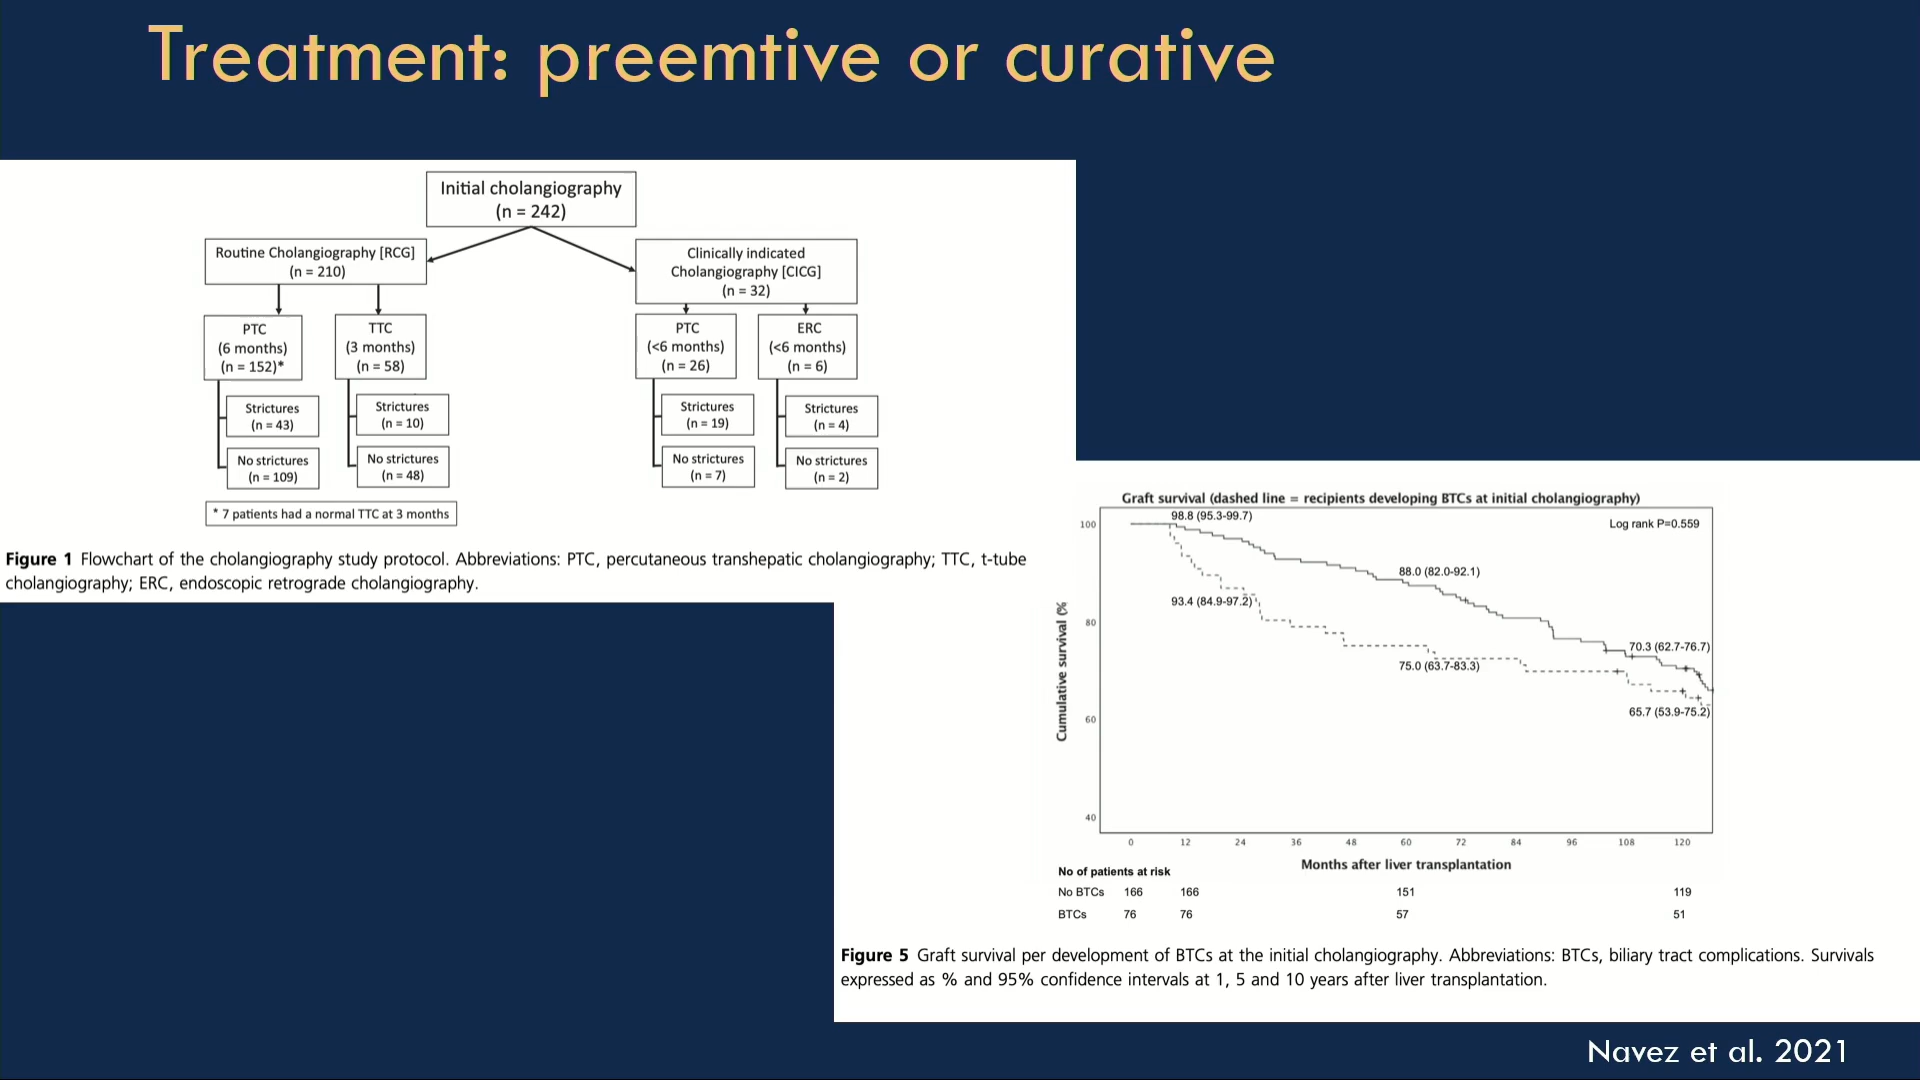 Treatment: preemtive or curative
Initial cholangiography
(n = 242)
Routine Cholangiography [RCG]
(n = 210)
Clinically indicated
Cholangiography [CICG]
(n = 32)
PTC
(6 months)
(n = 152)*
TTC
(3 months)
(n = 58)
PTC
(<6 months)
(n = 26)
ERC
(<6 months)
(n = 6)
Strictures
(n = 43)
Strictures
(n = 10)
Strictures
(n = 19)
Strictures
(n = 4)
No strictures
(n = 109)
No strictures
(n = 48)
No strictures
(n = 7)
No strictures
(n = 2)
* 7 patients had a normal TTC at 3 months
Figure 1 Flowchart of the cholangiography study protocol. Abbreviations: PTC, percutaneous transhepatic cholangiography; TTC, t-tube
cholangiography; ERC, endoscopic retrograde cholangiography.
Graft survival (dashed line = recipients developing BTCs at initial cholangiography)
Log rank P=0.559
98.8 (95.3-99.7)
88.0 (82.0-92.1)
70.3 (62.7-76.7)
93.4 (84.9-97.2)
75.0 (63.7-83.3)
65.7 (53.9-75.2)
Cumulative survival (%
100
80
60
40
0 12 24 36 48 60 72 84 96 108 120
Months after liver transplantation
No of patients at risk
No BTCs 166 166 151 119
BTCs 76 76 57 51
Figure 5 Graft survival per development of BTCs at the initial cholangiography. Abbreviations: BTCs, biliary tract complications. Survivals
expressed as % and 95% confidence intervals at 1, 5 and 10 years after liver transplantation.
Navez et al. 2021